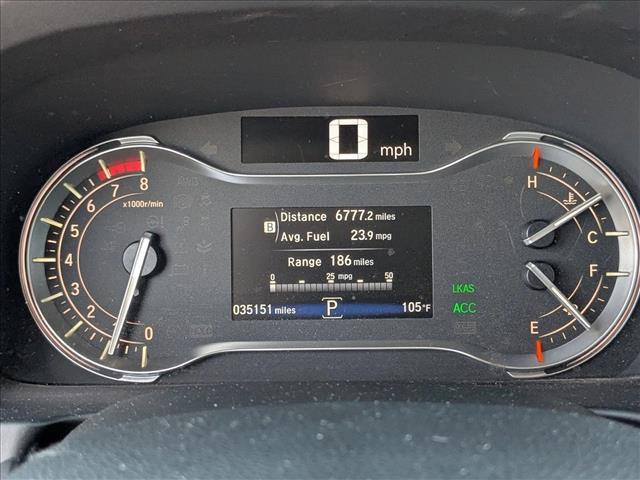 0 mph
8
7
6
5
4
3
2
1
0
x1000r/min
B Distance 6777.2 miles
Avg. Fuel 23.9 mpg
Range 186 miles
0 25 mpg 50
035151 miles P 105°F
LKAS
ACC
H
C
F
E